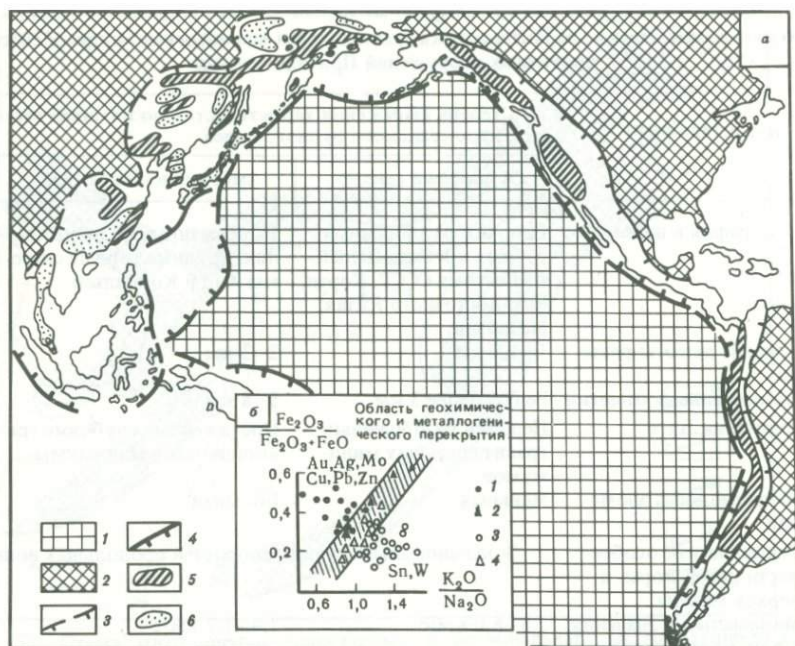 а
б
Fe₂O₃
Fe₂O₃+FeO
Область геохимичес-
кого и металлоге-
нического перекрытия
Au,Ag,Mo
Cu,Pb,Zn
0,6
0,4
0,2
Sn,W
0,6 1,0 1,4
K₂O
Na₂O
1
2
3
4
1 4
2 5
3 6